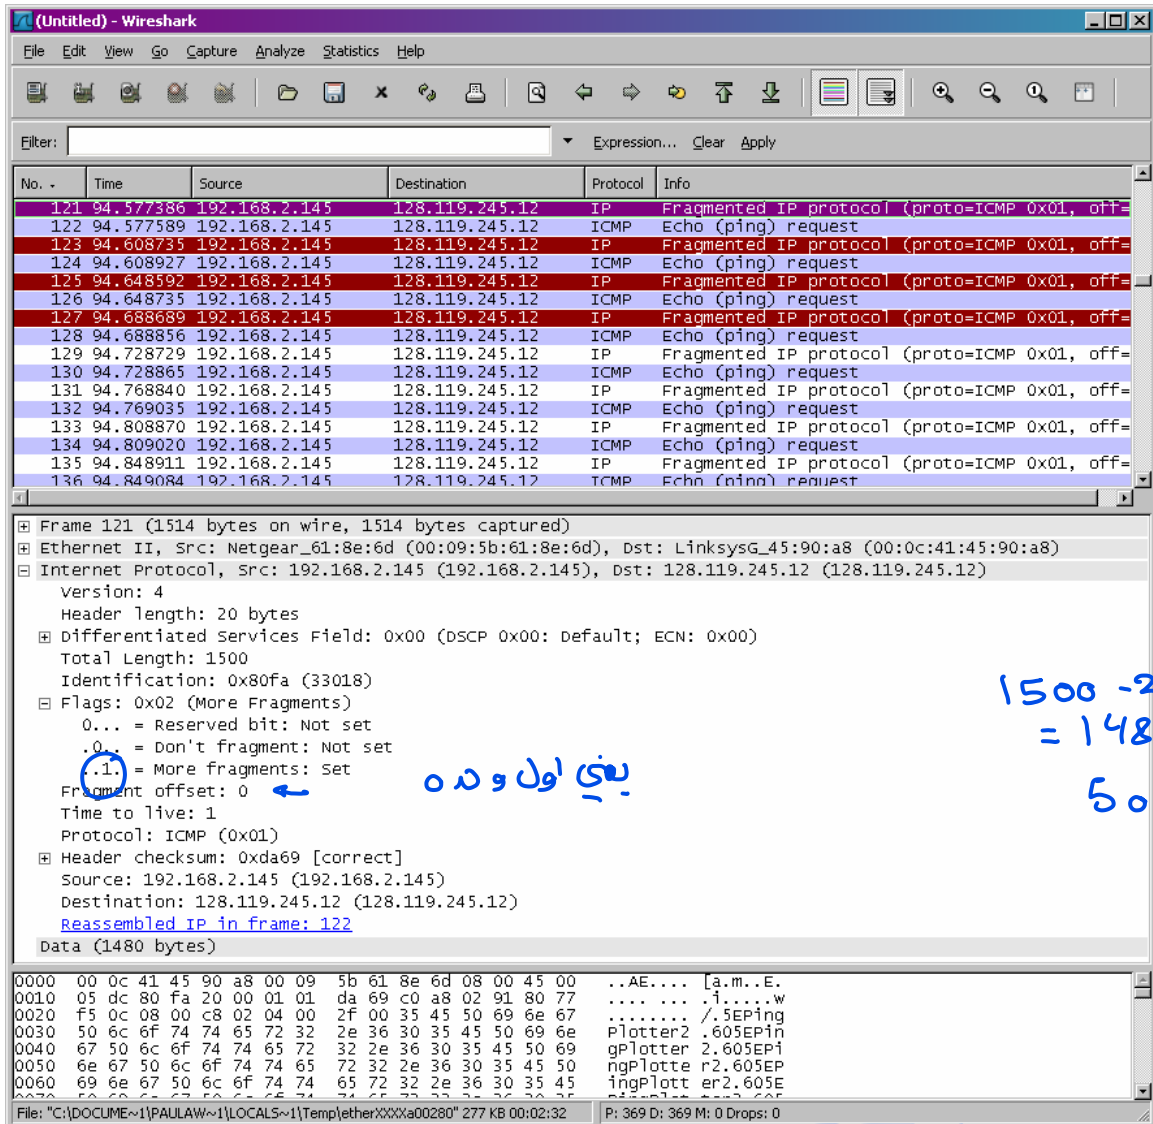 (Untitled) - Wireshark
File Edit View Go Capture Analyze Statistics Help
Filter: Expression... Clear Apply
No. Time Source Destination Protocol Info
121 94.577386 192.168.2.145 128.119.245.12 IP Fragmented IP protocol (proto=ICMP 0x01, off=
122 94.577589 192.168.2.145 128.119.245.12 ICMP Echo (ping) request
123 94.608735 192.168.2.145 128.119.245.12 IP Fragmented IP protocol (proto=ICMP 0x01, off=
124 94.608927 192.168.2.145 128.119.245.12 ICMP Echo (ping) request
125 94.648592 192.168.2.145 128.119.245.12 IP Fragmented IP protocol (proto=ICMP 0x01, off=
126 94.648735 192.168.2.145 128.119.245.12 ICMP Echo (ping) request
127 94.688689 192.168.2.145 128.119.245.12 IP Fragmented IP protocol (proto=ICMP 0x01, off=
128 94.688856 192.168.2.145 128.119.245.12 ICMP Echo (ping) request
129 94.728729 192.168.2.145 128.119.245.12 IP Fragmented IP protocol (proto=ICMP 0x01, off=
130 94.728865 192.168.2.145 128.119.245.12 ICMP Echo (ping) request
131 94.768840 192.168.2.145 128.119.245.12 IP Fragmented IP protocol (proto=ICMP 0x01, off=
132 94.769035 192.168.2.145 128.119.245.12 ICMP Echo (ping) request
133 94.808870 192.168.2.145 128.119.245.12 IP Fragmented IP protocol (proto=ICMP 0x01, off=
134 94.809020 192.168.2.145 128.119.245.12 ICMP Echo (ping) request
135 94.848911 192.168.2.145 128.119.245.12 IP Fragmented IP protocol (proto=ICMP 0x01, off=
136 94.849084 192.168.2.145 128.119.245.12 ICMP Echo (ping) request
Frame 121 (1514 bytes on wire, 1514 bytes captured)
Ethernet II, Src: Netgear_61:8e:6d (00:09:5b:61:8e:6d), Dst: LinksysG_45:90:a8 (00:0c:41:45:90:a8)
Internet Protocol, Src: 192.168.2.145 (192.168.2.145), Dst: 128.119.245.12 (128.119.245.12)
Version: 4
Header length: 20 bytes
Differentiated Services Field: 0x00 (DSCP 0x00: Default; ECN: 0x00)
Total Length: 1500
Identification: 0x80fa (33018)
1500 -2
Flags: 0x02 (More Fragments)
0... = Reserved bit: Not set
= 148
.0.. = Don't fragment: Not set
..1. = More fragments: Set
Fragment offset: 0
50
Time to live: 1
Protocol: ICMP (0x01)
Header checksum: 0xda69 [correct]
Source: 192.168.2.145 (192.168.2.145)
Destination: 128.119.245.12 (128.119.245.12)
Reassembled IP in frame: 122
Data (1480 bytes)
0000 00 0c 41 45 90 a8 00 09 5b 61 8e 6d 08 00 45 00 ..AE.... [a.m..E.
0010 05 dc 80 fa 20 00 01 01 da 69 c0 a8 02 91 80 77 .... ... .i.....w
0020 f5 0c 08 00 c8 02 04 00 2f 00 35 45 50 69 6e 67 ........ /.5EPing
0030 50 6c 6f 74 74 65 72 32 2e 36 30 35 45 50 69 6e Plotter2 .605EPin
0040 67 50 6c 6f 74 74 65 72 32 2e 36 30 35 45 50 69 gPlotter 2.605EPi
0050 6e 67 50 6c 6f 74 74 65 72 32 2e 36 30 35 45 50 ngPlotte r2.605EP
0060 69 6e 67 50 6c 6f 74 74 65 72 32 2e 36 30 35 45 ingPlott er2.605E
File: "C:\DOCUME~1\PAULAW~1\LOCALS~1\Temp\etherXXXXa00280" 277 KB 00:02:32 P: 369 D: 369 M: 0 Drops: 0